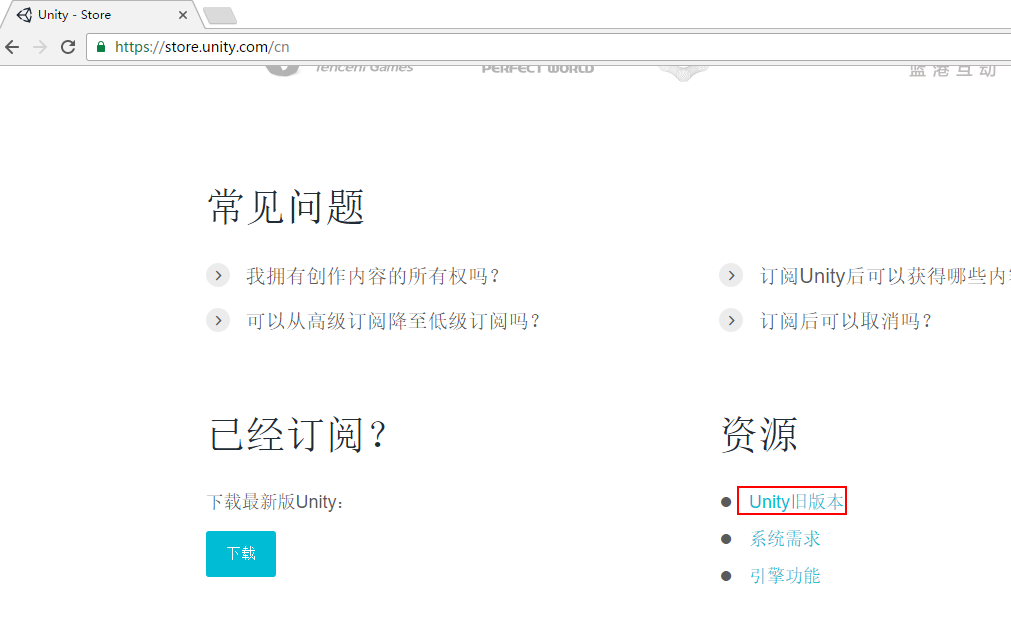 Unity - Store
https://store.unity.com/cn
Tencent Games
PERFECT WORLD
蓝港互动
常见问题
我拥有创作内容的所有权吗？
订阅Unity后可以获得哪些内
可以从高级订阅降至低级订阅吗？
订阅后可以取消吗？
已经订阅？
资源
下载最新版Unity：
Unity旧版本
下载
系统需求
引擎功能